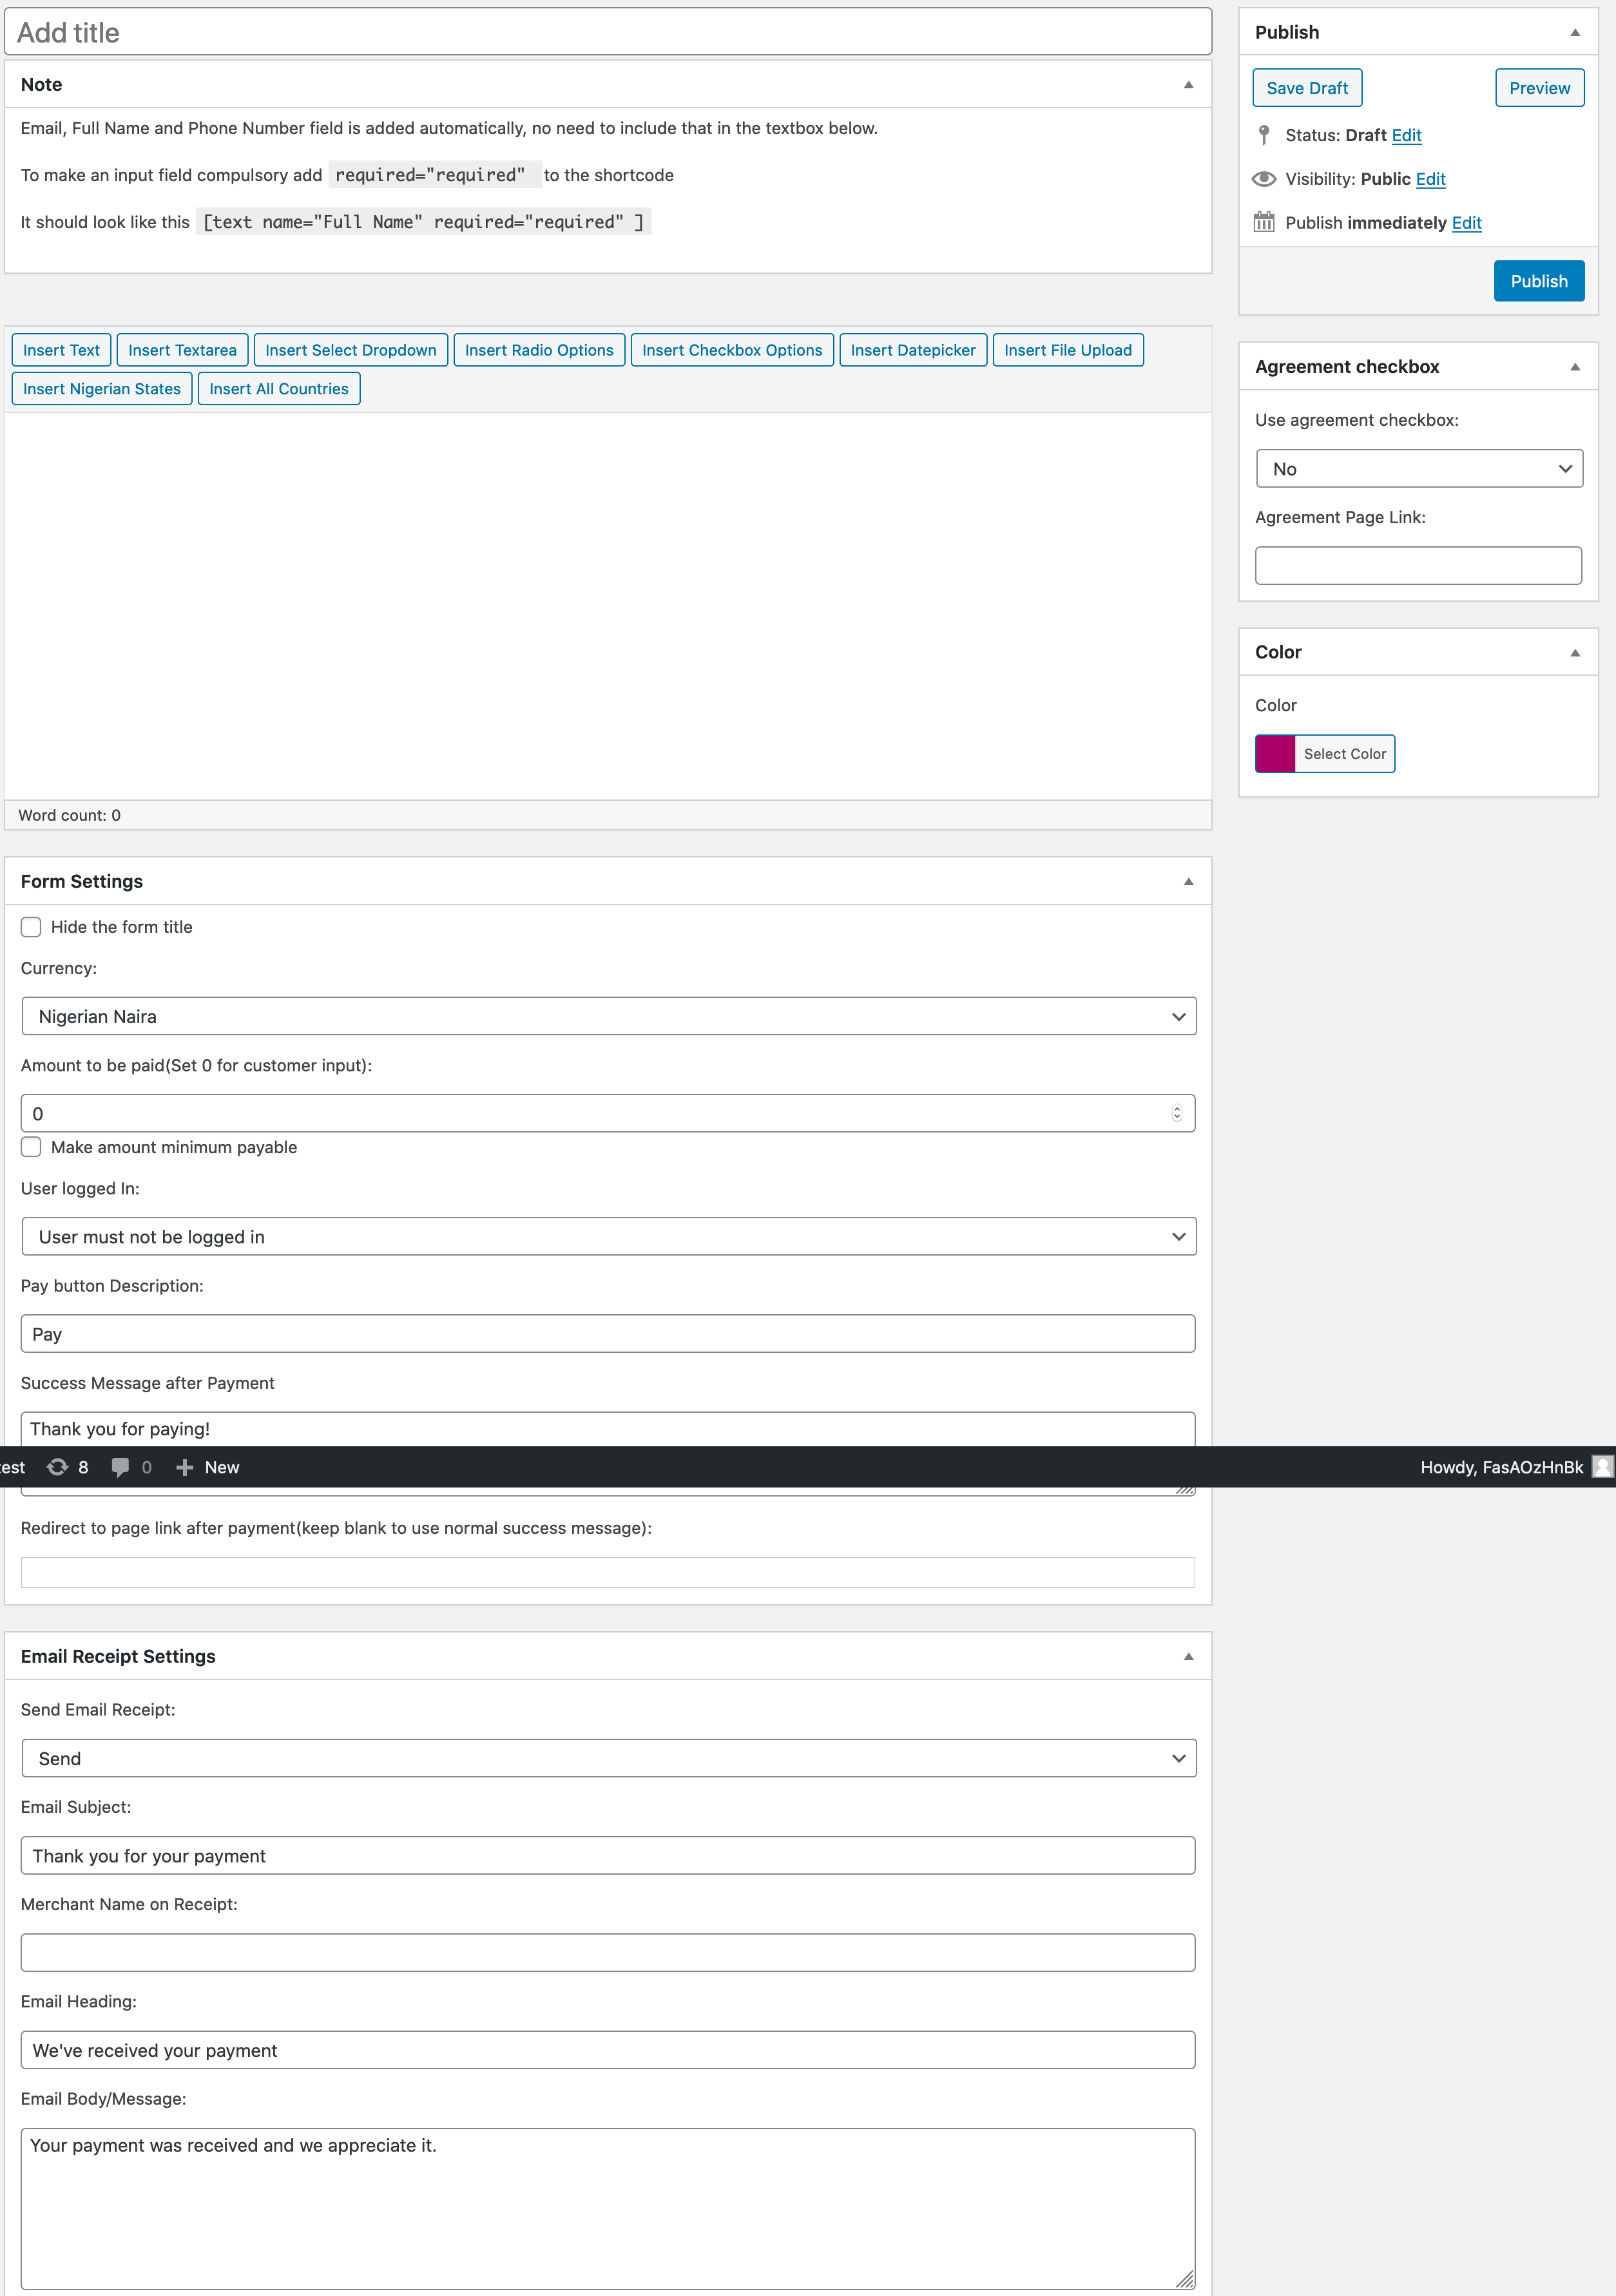 Add title
Note
Email, Full Name and Phone Number field is added automatically, no need to include that in the textbox below.
To make an input field compulsory add required="required" to the shortcode
It should look like this [text name="Full Name" required="required" ]
Insert Text Insert Textarea Insert Select Dropdown Insert Radio Options Insert Checkbox Options Insert Datepicker Insert File Upload
Insert Nigerian States Insert All Countries
Word count: 0
Form Settings
Hide the form title
Currency:
Nigerian Naira
Amount to be paid(Set 0 for customer input):
0
Make amount minimum payable
User logged In:
User must not be logged in
Pay button Description:
Pay
Success Message after Payment
Thank you for paying!
est 8 0 New Howdy, FasAOzHnBk
Redirect to page link after payment(keep blank to use normal success message):
Email Receipt Settings
Send Email Receipt:
Send
Email Subject:
Thank you for your payment
Merchant Name on Receipt:
Email Heading:
We've received your payment
Email Body/Message:
Your payment was received and we appreciate it.
Publish
Save Draft Preview
Status: Draft Edit
Visibility: Public Edit
Publish immediately Edit
Publish
Agreement checkbox
Use agreement checkbox:
No
Agreement Page Link:
Color
Color
Select Color